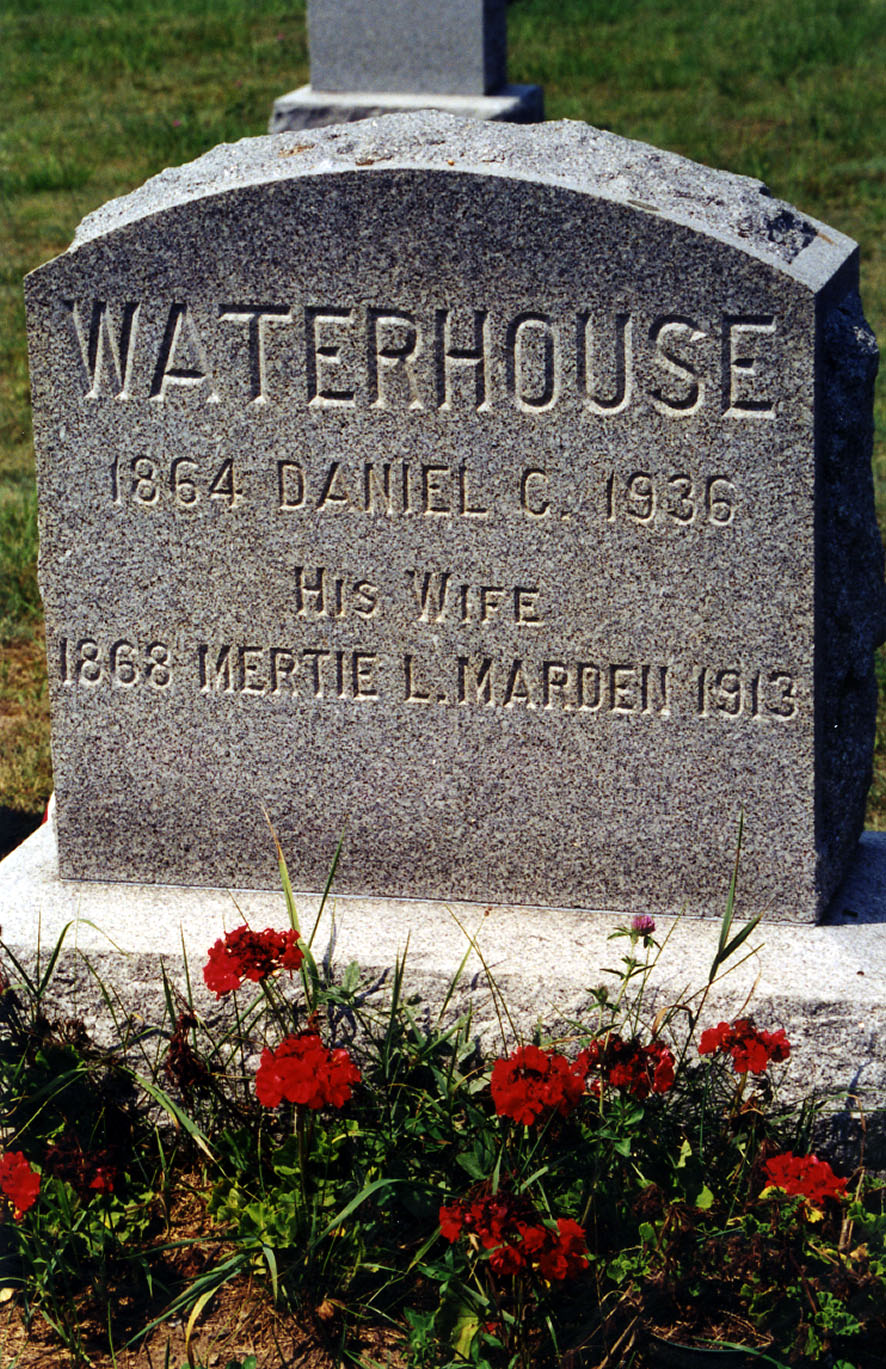 WATERHOUSE
1864 DANIEL C. 1936
HIS WIFE
1868 MERTIE L. MARDEN 1913